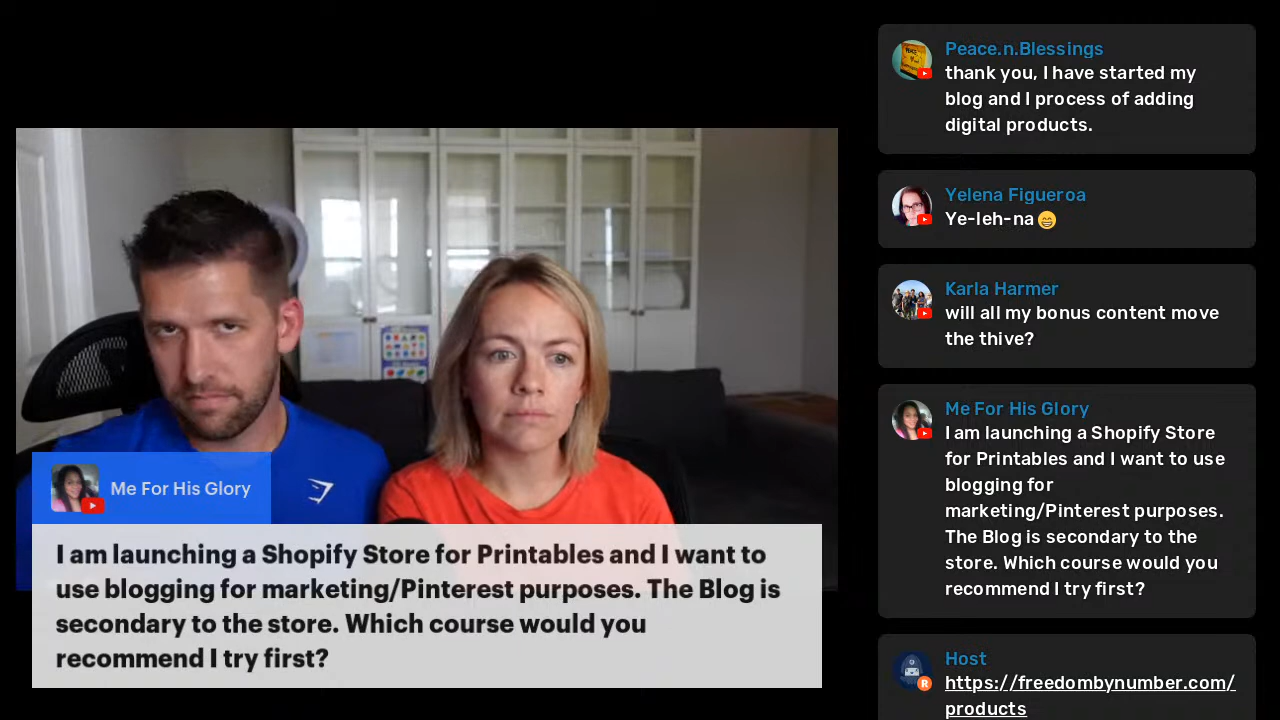 Me For His Glory
I am launching a Shopify Store for Printables and I want to
use blogging for marketing/Pinterest purposes. The Blog is
secondary to the store. Which course would you
recommend I try first?
Peace.n.Blessings
thank you, I have started my
blog and I process of adding
digital products.
Yelena Figueroa
Ye-leh-na 😄
Karla Harmer
will all my bonus content move
the thive?
Me For His Glory
I am launching a Shopify Store
for Printables and I want to use
blogging for
marketing/Pinterest purposes.
The Blog is secondary to the
store. Which course would you
recommend I try first?
Host
https://freedombynumber.com/
products